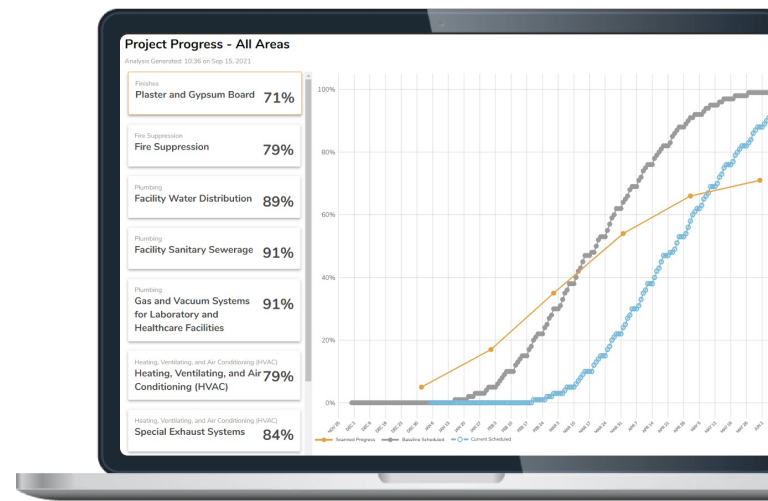 Project Progress - All Areas
Analysis Generated: 10:36 on Sep 15, 2021
Finishes
Plaster and Gypsum Board 71%
Fire Suppression
Fire Suppression 79%
Plumbing
Facility Water Distribution 89%
Plumbing
Facility Sanitary Sewerage 91%
Plumbing
Gas and Vacuum Systems
for Laboratory and
Healthcare Facilities
91%
Heating, Ventilating, and Air Conditioning (HVAC)
Heating, Ventilating, and Air
Conditioning (HVAC)
79%
Heating, Ventilating, and Air Conditioning (HVAC)
Special Exhaust Systems 84%
100%
80%
60%
40%
20%
0%
Scanned Progress Baseline Scheduled Current Scheduled